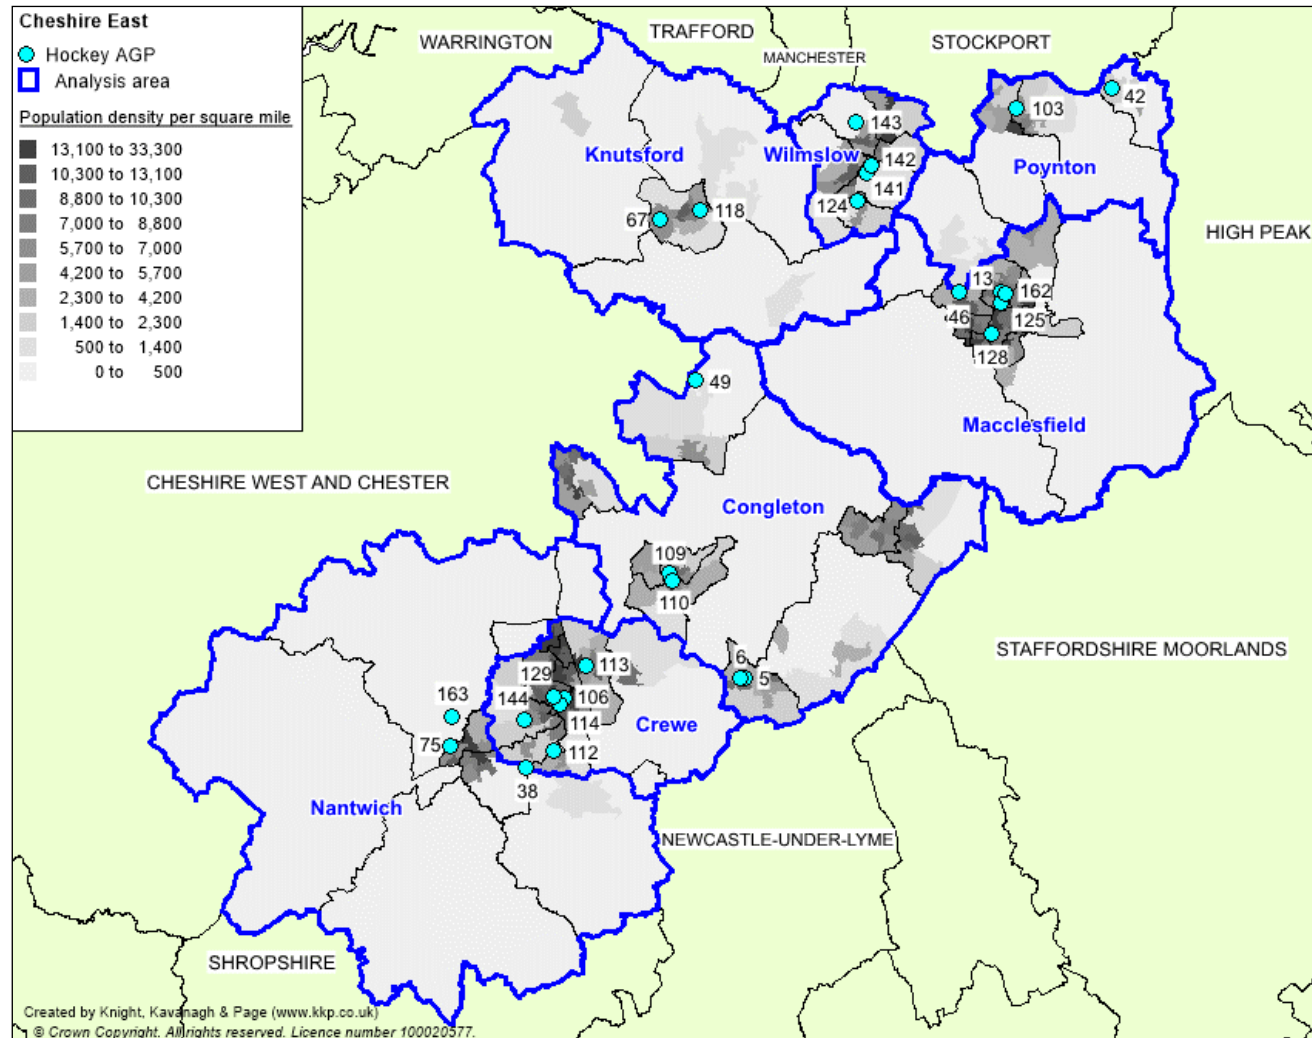 Cheshire East
Hockey AGP
Analysis area
Population density per square mile
13,100 to 33,300
10,300 to 13,100
8,800 to 10,300
7,000 to 8,800
5,700 to 7,000
4,200 to 5,700
2,300 to 4,200
1,400 to 2,300
500 to 1,400
0 to 500
WARRINGTON
TRAFFORD
MANCHESTER
STOCKPORT
42
103
143
Knutsford
Wilmslow
142
Poynton
141
124
118
67
HIGH PEAK
13
162
46
125
128
49
Macclesfield
CHESHIRE WEST AND CHESTER
Congleton
109
110
STAFFORDSHIRE MOORLANDS
6
5
113
129
106
144
163
114
Crewe
75
112
38
Nantwich
NEWCASTLE-UNDER-LYME
SHROPSHIRE
Created by Knight, Kavanagh & Page (www.kkp.co.uk)
© Crown Copyright. All rights reserved. Licence number 100020577.